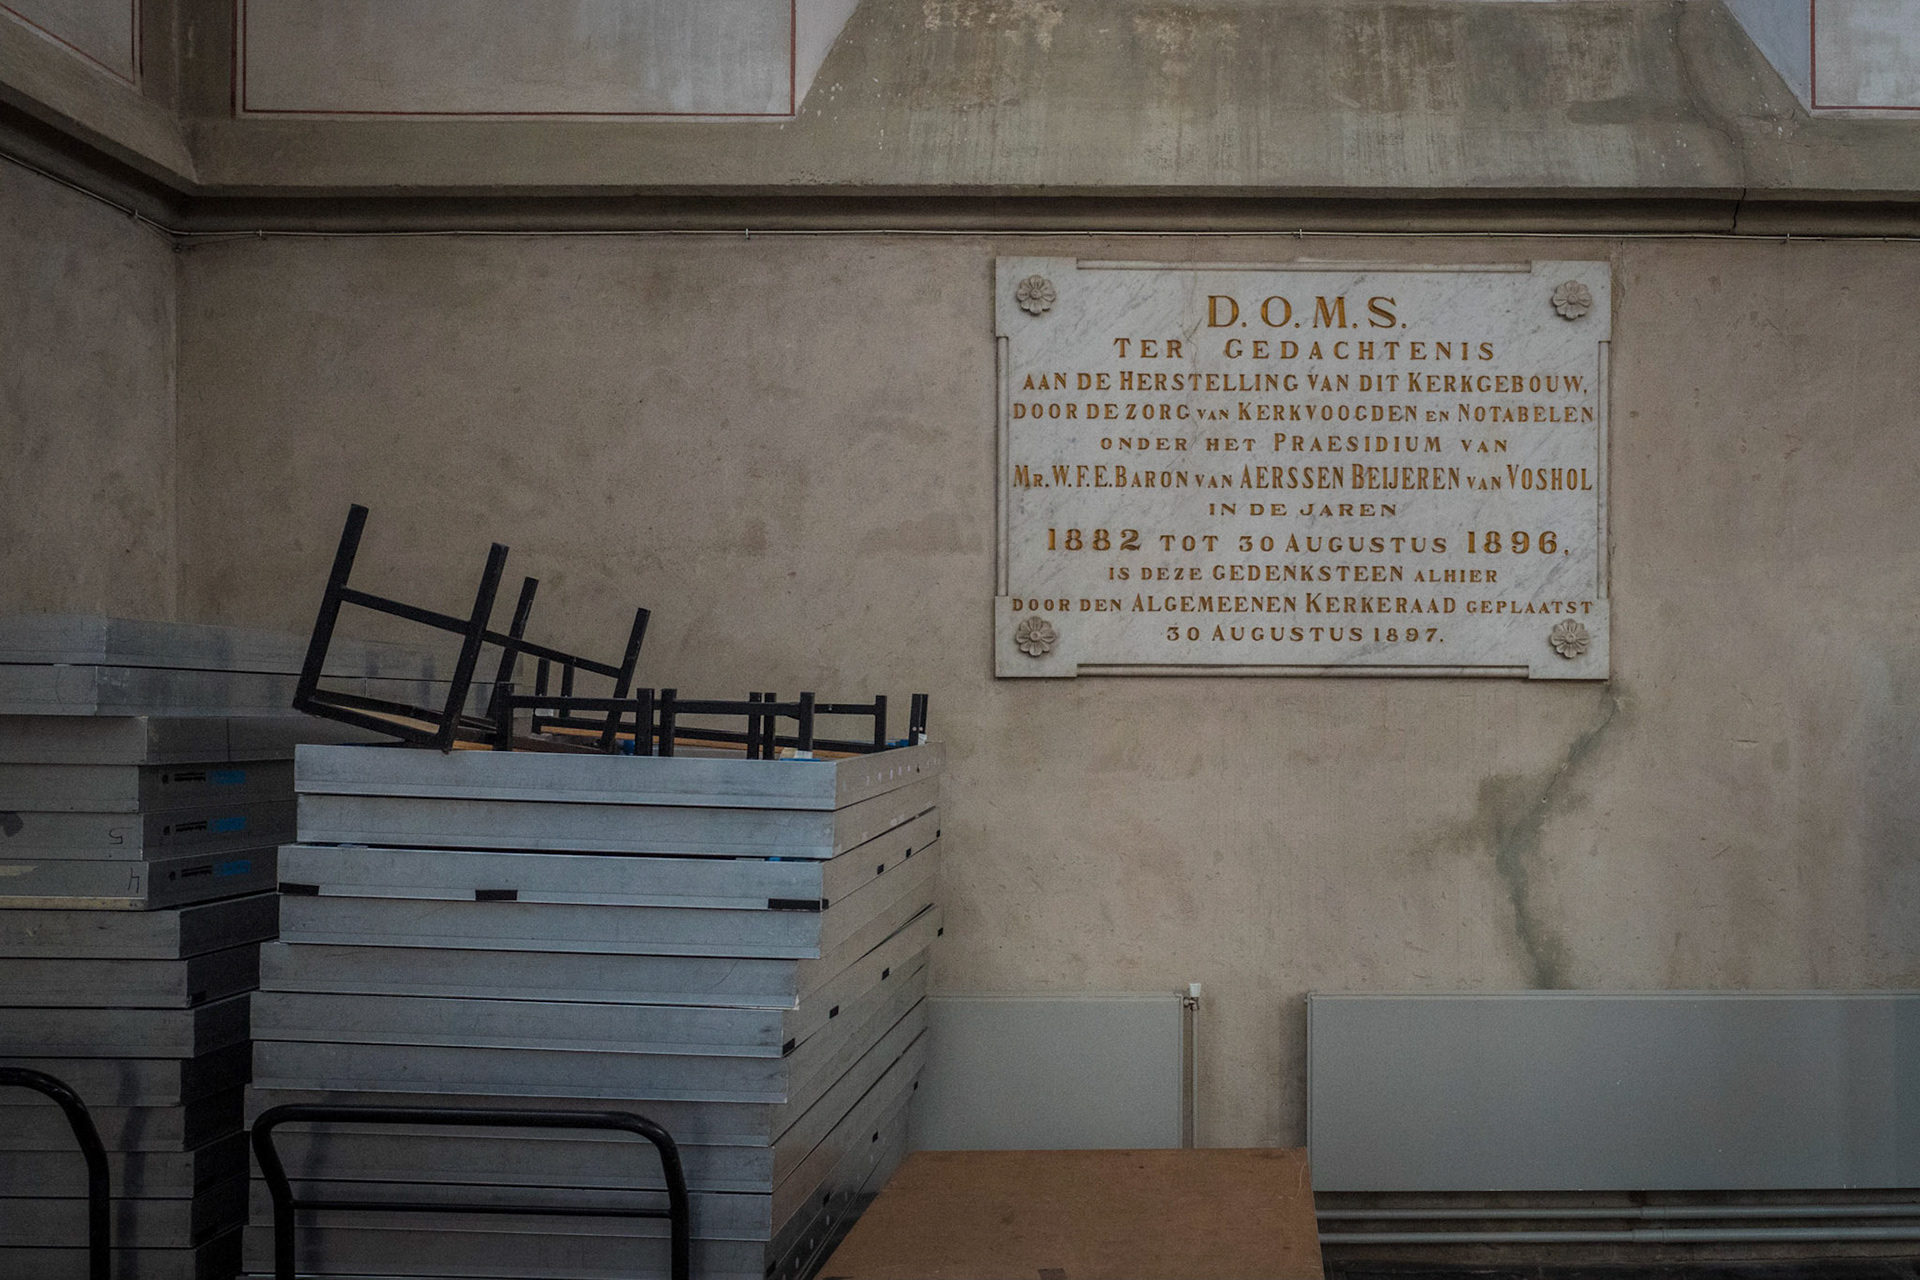 D.O.M.S.
TER GEDACHTENIS
AAN DE HERSTELLING VAN DIT KERKGEBOUW,
DOOR DE ZORG VAN KERKVOOGDEN EN NOTABELEN
ONDER HET PRAESIDIUM VAN
MR. W.F.E. BARON VAN AERSSEN BEIJEREN VAN VOSHOL
IN DE JAREN
1882 TOT 30 AUGUSTUS 1896,
IS DEZE GEDENKSTEEN ALHIER
DOOR DEN ALGEMEENEN KERKERAAD GEPLAATST
30 AUGUSTUS 1897.
5
4